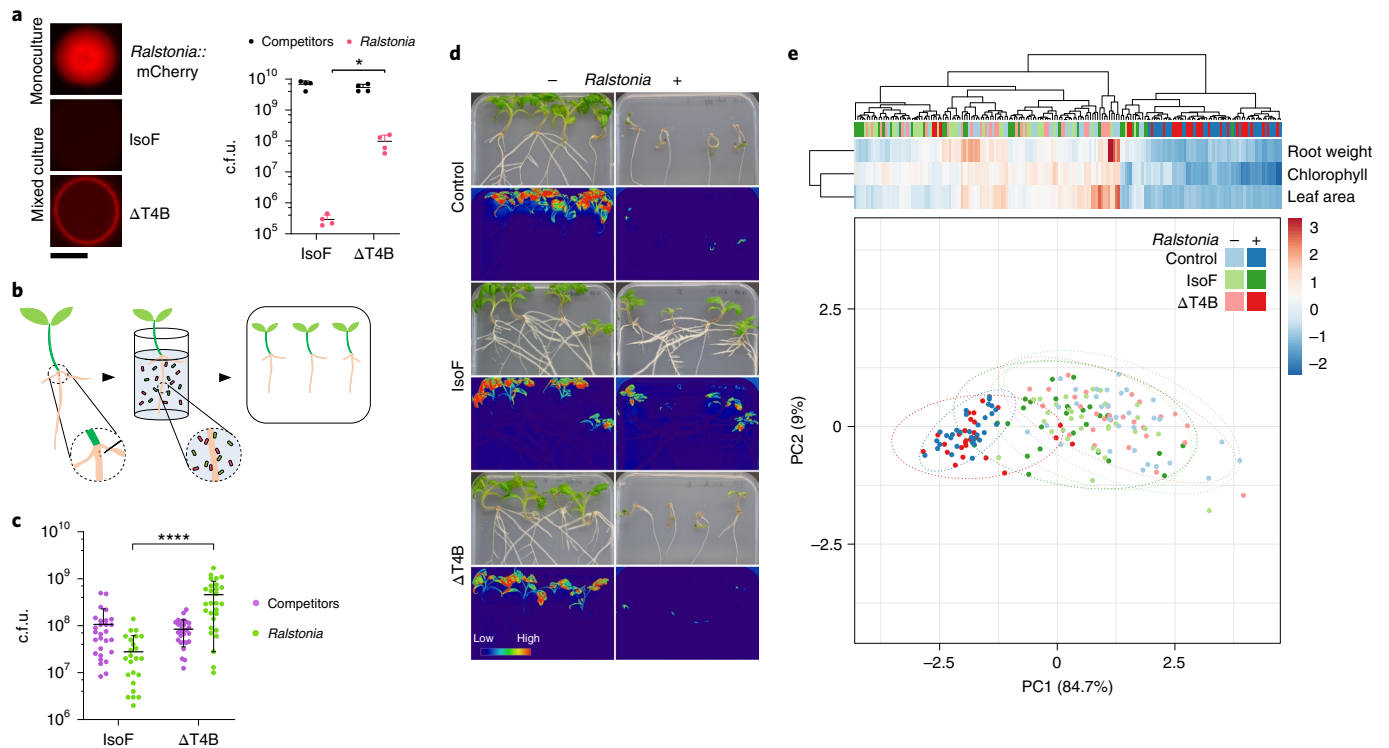 a
Monoculture
Mixed culture
Ralstonia::
mCherry
IsoF
ΔT4B
Competitors
Ralstonia
*
c.f.u.
10^10
10^9
10^8
10^7
10^6
10^5
IsoF
ΔT4B
b
c
c.f.u.
10^10
10^9
10^8
10^7
10^6
****
Competitors
Ralstonia
IsoF
ΔT4B
d
– Ralstonia +
Control
IsoF
ΔT4B
Low High
e
Root weight
Chlorophyll
Leaf area
Ralstonia – +
Control
IsoF
ΔT4B
3
2
1
0
−1
−2
PC2 (9%)
2.5
0
−2.5
−2.5 0 2.5
PC1 (84.7%)